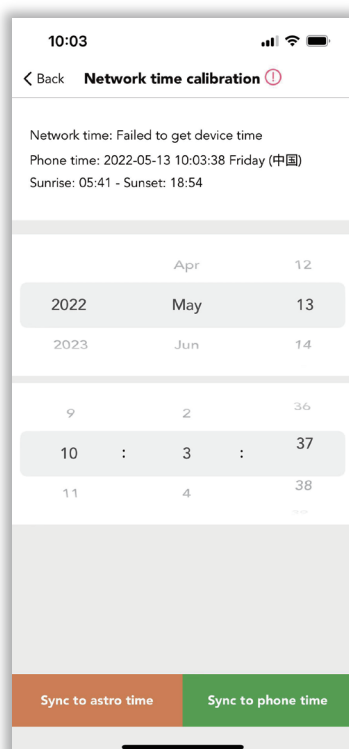 10:03
Back Network time calibration
Network time: Failed to get device time
Phone time: 2022-05-13 10:03:38 Friday (中国)
Sunrise: 05:41 - Sunset: 18:54
Apr 12
2022 May 13
2023 Jun 14
9 2 36
10 : 3 : 37
11 4 38
Sync to astro time Sync to phone time